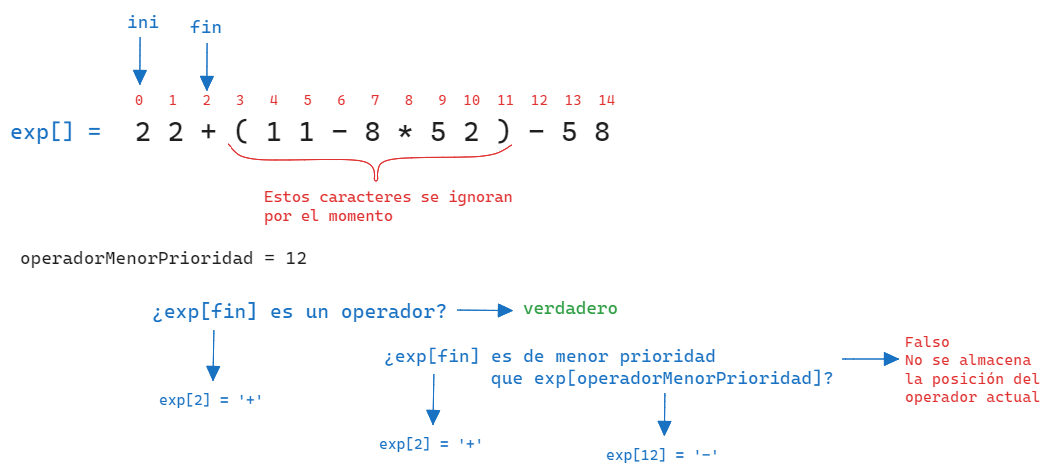 ini
fin
0 1 2 3 4 5 6 7 8 9 10 11 12 13 14
exp[] = 2 2 + ( 1 1 - 8 * 5 2 ) - 5 8
Estos caracteres se ignoran
por el momento
operadorMenorPrioridad = 12
¿exp[fin] es un operador?
verdadero
exp[2] = '+'
¿exp[fin] es de menor prioridad
que exp[operadorMenorPrioridad]?
Falso
No se almacena
la posición del
operador actual
exp[2] = '+'
exp[12] = '-'